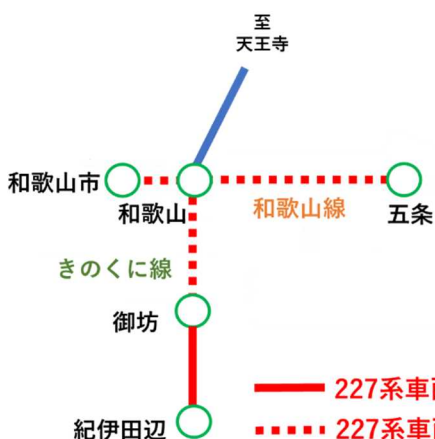 至
天王寺
和歌山市
和歌山
和歌山線
五条
きのくに線
御坊
227系車
紀伊田辺
227系車